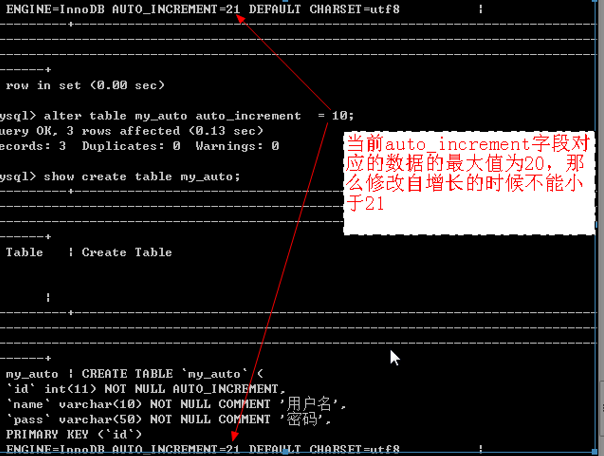 ENGINE=InnoDB AUTO_INCREMENT=21 DEFAULT CHARSET=utf8 |
row in set (0.00 sec)
ysql> alter table my_auto auto_increment  = 10;
uery OK, 3 rows affected (0.13 sec)
ecords: 3  Duplicates: 0  Warnings: 0
当前auto_increment字段对
应的数据的最大值为20，那
么修改自增长的时候不能小
于21
ysql> show create table my_auto;
Table | Create Table
|
my_auto | CREATE TABLE `my_auto` (
`id` int(11) NOT NULL AUTO_INCREMENT,
`name` varchar(10) NOT NULL COMMENT '用户名',
`pass` varchar(50) NOT NULL COMMENT '密码',
PRIMARY KEY (`id`)
ENGINE=InnoDB AUTO_INCREMENT=21 DEFAULT CHARSET=utf8 |